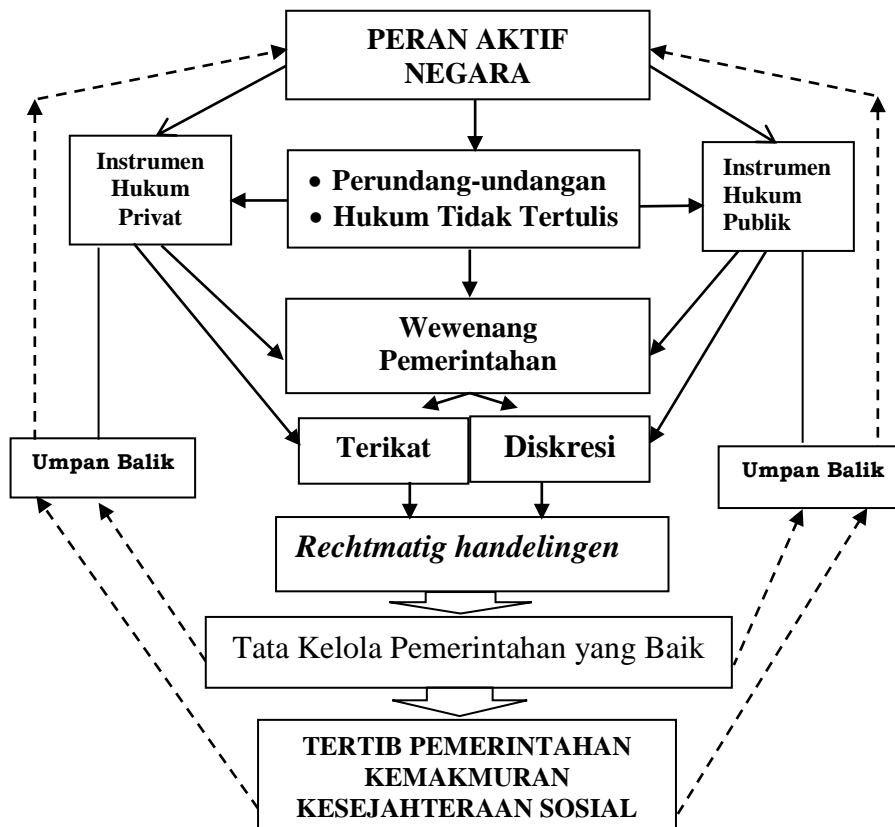 PERAN AKTIF
NEGARA
Instrumen
Hukum
Privat
• Perundang-undangan
• Hukum Tidak Tertulis
Instrumen
Hukum
Publik
Wewenang
Pemerintahan
Terikat
Diskresi
Umpan Balik
Umpan Balik
Rechtmatig handelingen
Tata Kelola Pemerintahan yang Baik
TERTIB PEMERINTAHAN
KEMAKMURAN
KESEJAHTERAAN SOSIAL